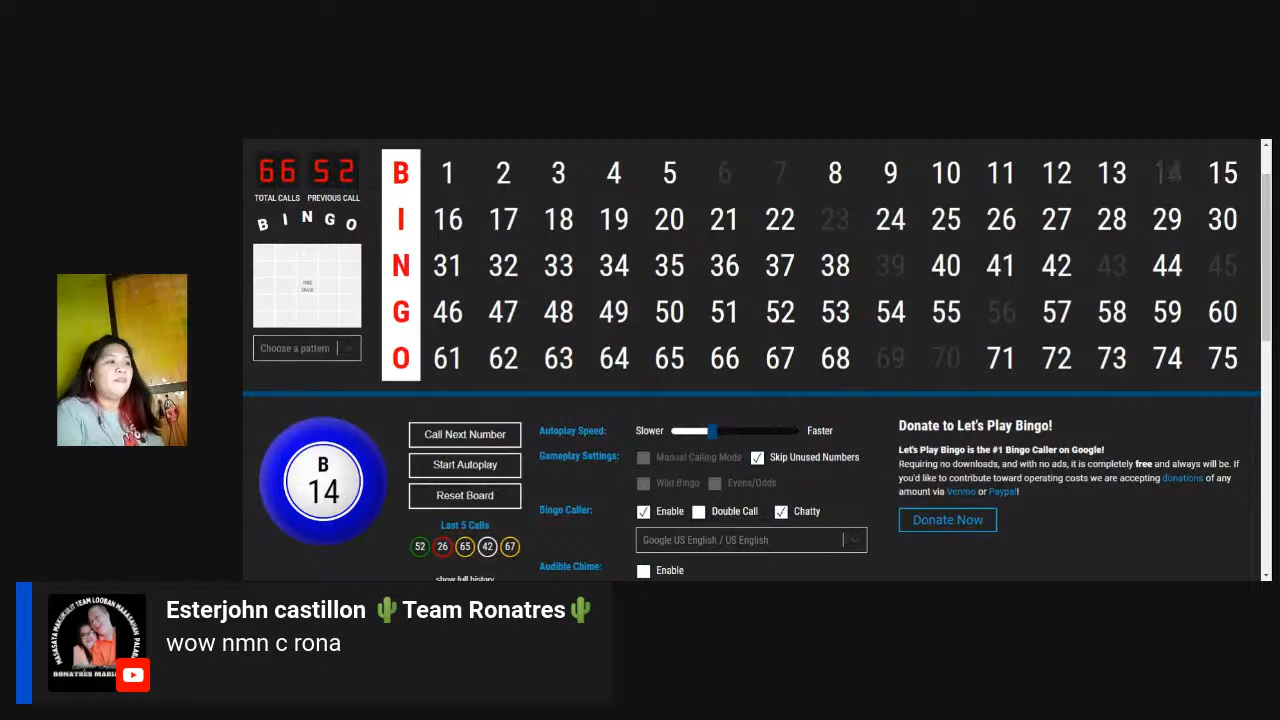 66 52
TOTAL CALLS PREVIOUS CALL
B I N G O
FREE
SPACE
Choose a pattern
B 1 2 3 4 5 6 7 8 9 10 11 12 13 14 15
I 16 17 18 19 20 21 22 23 24 25 26 27 28 29 30
N 31 32 33 34 35 36 37 38 39 40 41 42 43 44 45
G 46 47 48 49 50 51 52 53 54 55 56 57 58 59 60
O 61 62 63 64 65 66 67 68 69 70 71 72 73 74 75
B
14
Call Next Number
Start Autoplay
Reset Board
Last 5 Calls
52 26 65 42 67
show full history
Autoplay Speed: Slower Faster
Gameplay Settings: Manual Calling Mode Skip Unused Numbers
Wild Bingo Evens/Odds
Bingo Caller: Enable Double Call Chatty
Google US English / US English
Audible Chime: Enable
Donate to Let's Play Bingo!
Let's Play Bingo is the #1 Bingo Caller on Google!
Requiring no downloads, and with no ads, it is completely free and always will be. If
you'd like to contribute toward operating costs we are accepting donations of any
amount via Venmo or Paypal!
Donate Now
Esterjohn castillon 🌵Team Ronatres🌵
wow nmn c rona